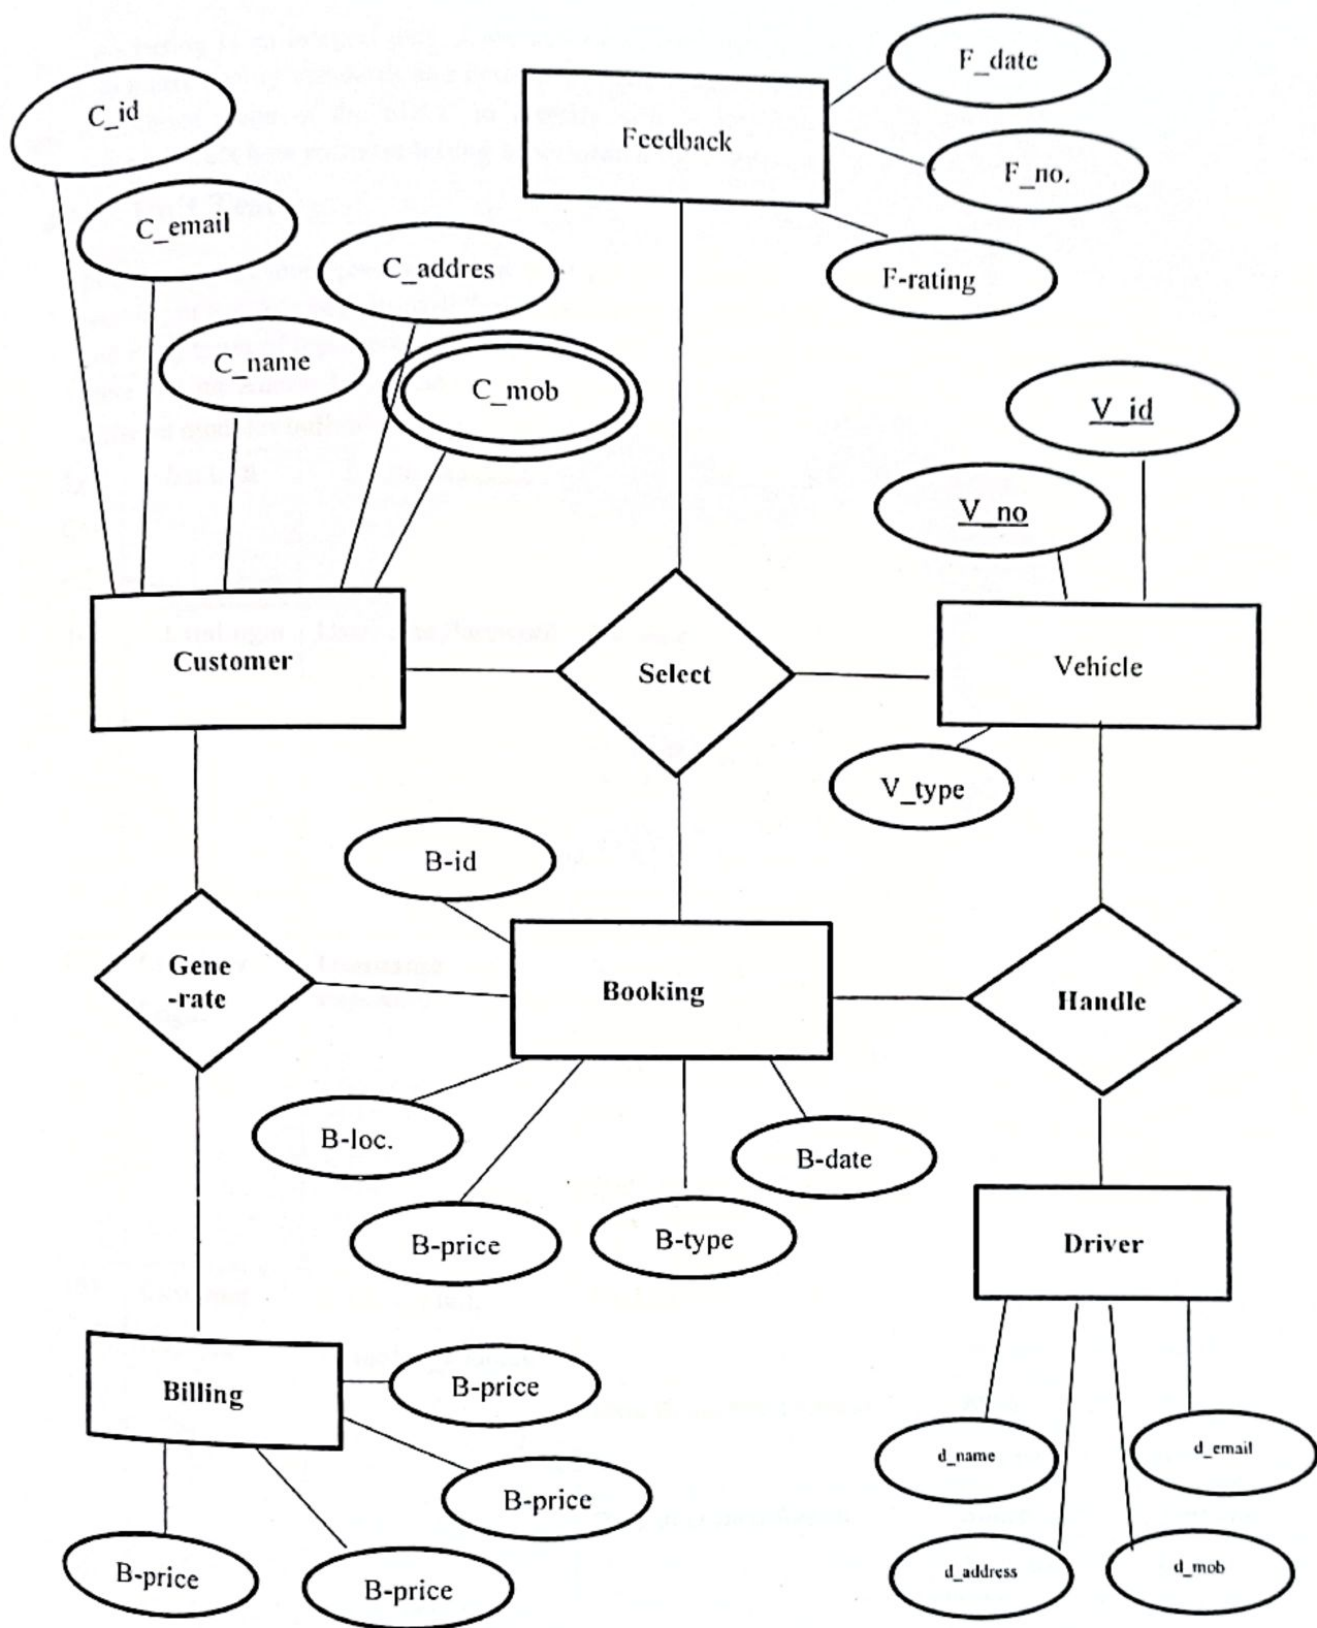 F_date
C_id
Feedback
F_no.
C_email
C_addres
F-rating
C_name
C_mob
V_id
V_no
Customer
Select
Vehicle
V_type
B-id
Gene
-rate
Booking
Handle
B-loc.
B-date
B-price
B-type
Driver
Billing
B-price
d_name
d_email
B-price
B-price
B-price
d_address
d_mob